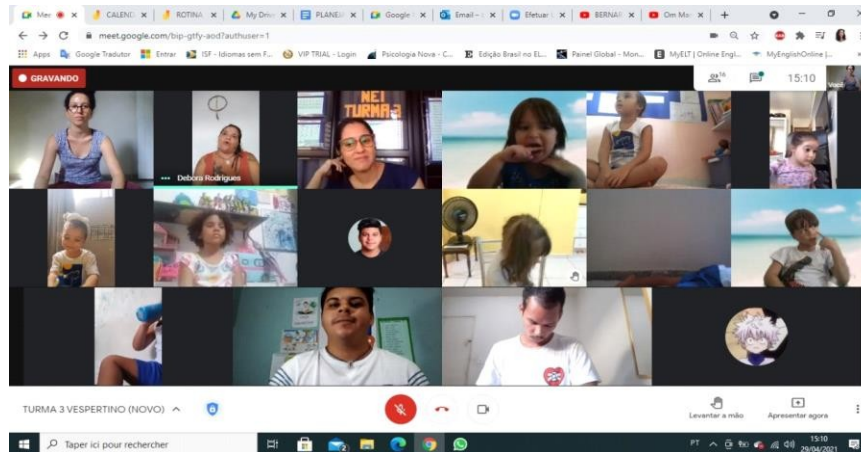 Mee
CALEND
ROTINA
My Driv
PLANE
Google
Email –
Efetuar
BERNAR
Om Ma
meet.google.com/bip-gtfy-aod?authuser=1
Apps
Google Tradutor
Entrar
ISF - Idiomas sem F...
VIP TRIAL - Login
Psicologia Nova - C...
Edição Brasil no EL...
Painel Global - Mon...
MyELT | Online Engl...
MyEnglishOnline |...
GRAVANDO
16
15:10
Você
NEI
TURMA 3
Debora Rodrigues
TURMA 3 VESPERTINO (NOVO)
Levantar a mão
Apresentar agora
Taper ici pour rechercher
PT
15:10
29/04/2021